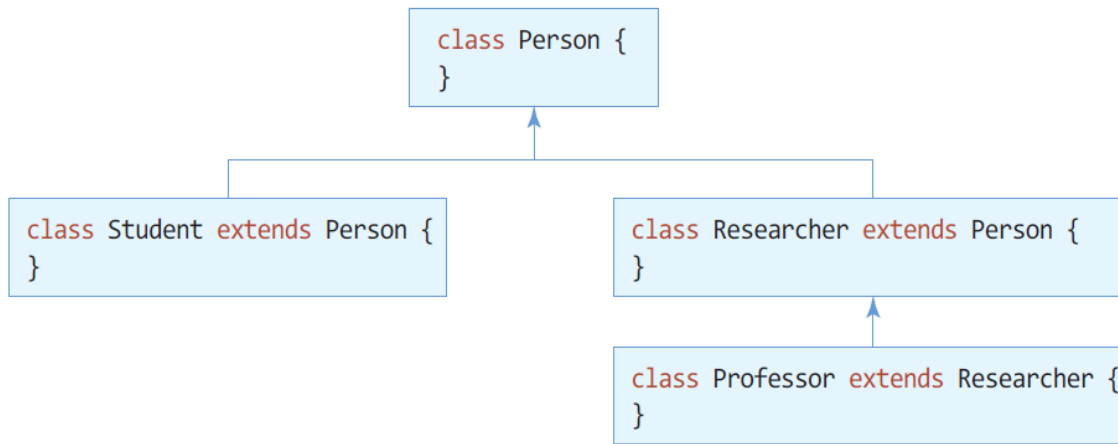 class Person {
}
class Student extends Person {
}
class Researcher extends Person {
}
class Professor extends Researcher {
}